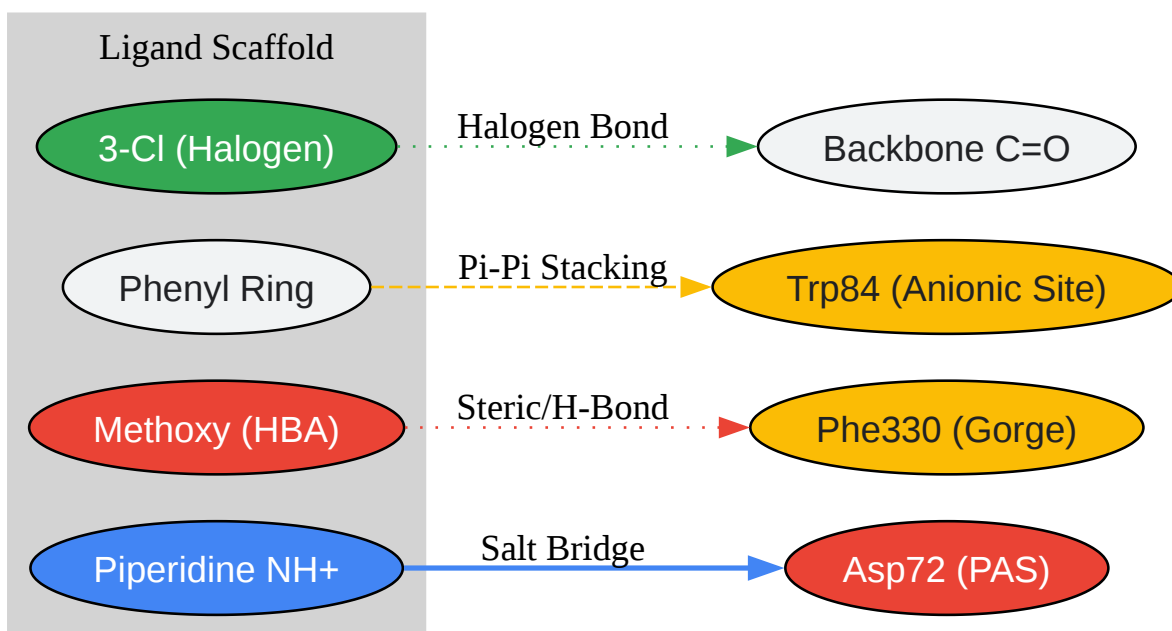 Ligand Scaffold
3-Cl (Halogen)
Halogen Bond
Backbone C=O
Phenyl Ring
Pi-Pi Stacking
Trp84 (Anionic Site)
Methoxy (HBA)
Steric/H-Bond
Phe330 (Gorge)
Piperidine NH+
Salt Bridge
Asp72 (PAS)